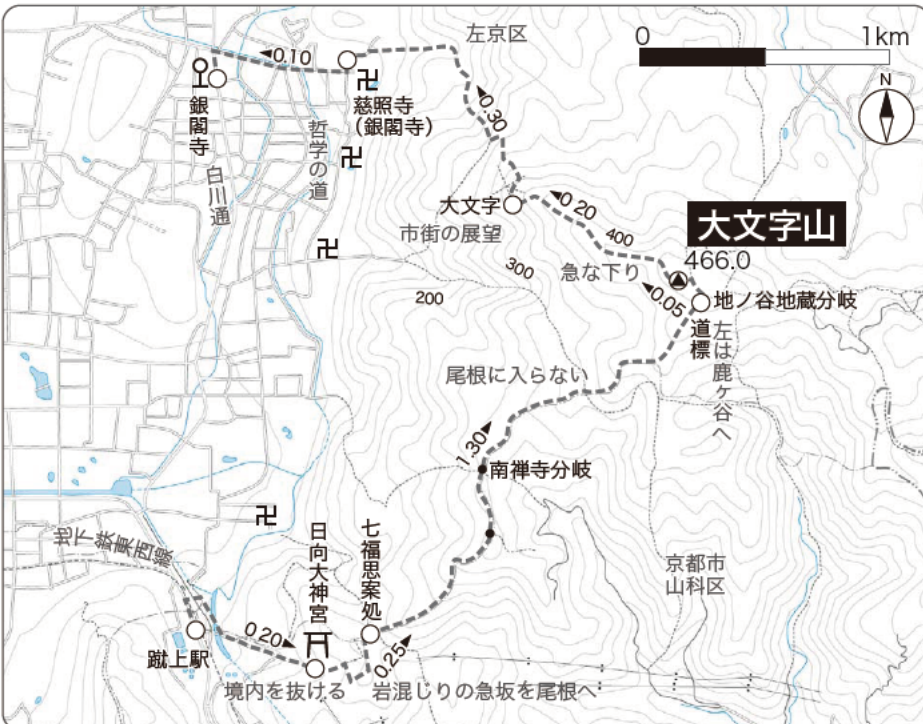 左京区
0 1km
N
◀0.10
銀閣寺
慈照寺
(銀閣寺)
哲学の道
白川通
◀0.30
大文字
市街の展望
◀0 20
400
大文字山
466.0
急な下り
300
200
◀0.05
地ノ谷地蔵分岐
道標
左は鹿ヶ谷へ
尾根に入らない
1.30▶
南禅寺分岐
地下鉄東西線
日向大神宮
七福思案処
京都市
山科区
蹴上駅
0 20▶
0.25▶
境内を抜ける
岩混じりの急坂を尾根へ